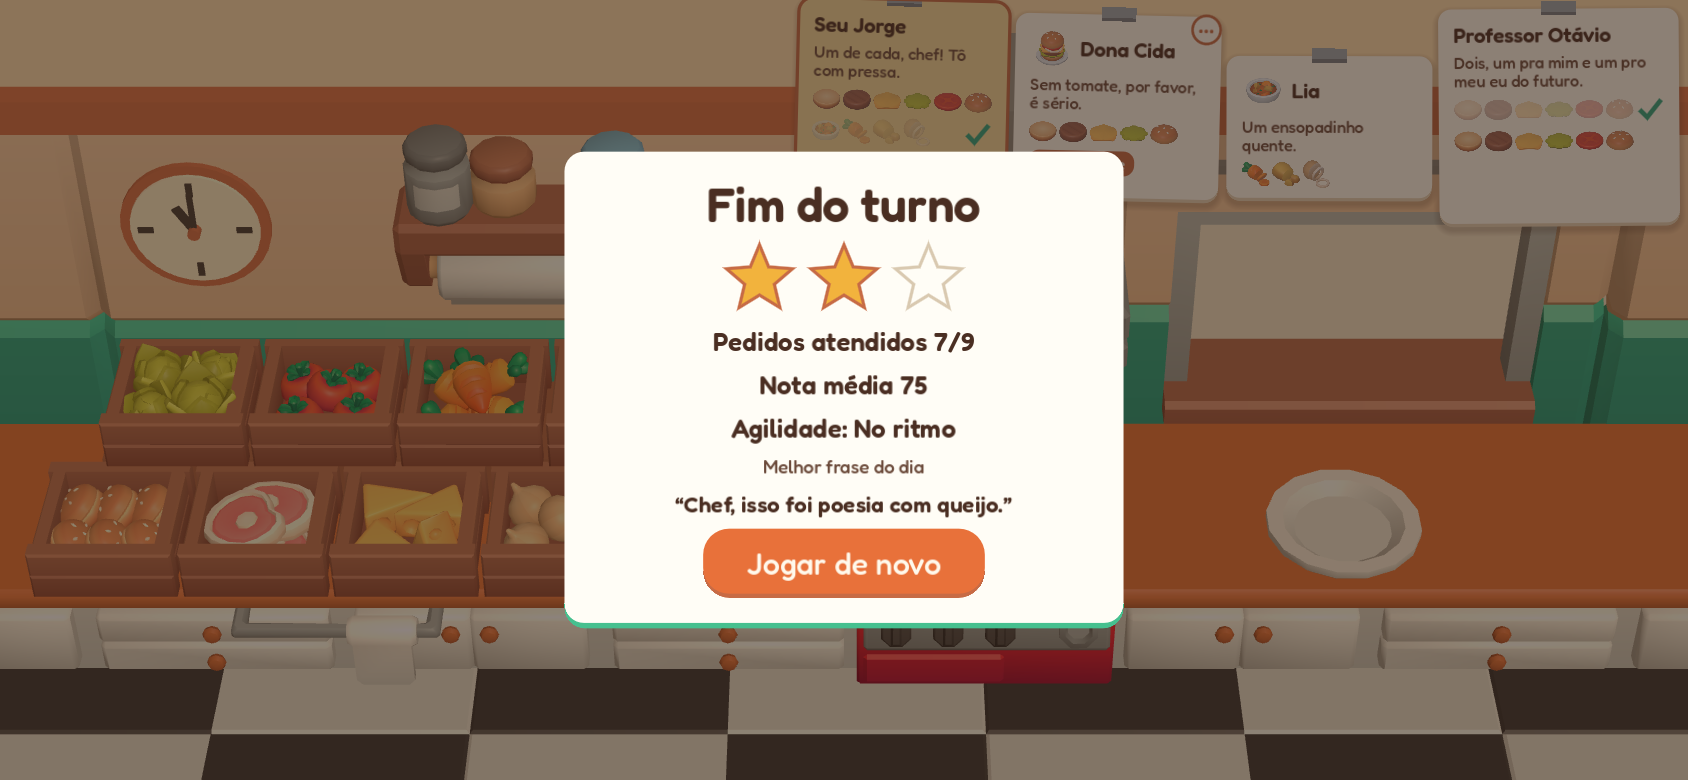 Seu Jorge
Um de cada, chef! Tô
com pressa.
Dona Cida
Sem tomate, por favor,
é sério.
Lia
Um ensopadinho
quente.
Professor Otávio
Dois, um pra mim e um pro
meu eu do futuro.
Fim do turno
Pedidos atendidos 7/9
Nota média 75
Agilidade: No ritmo
Melhor frase do dia
“Chef, isso foi poesia com queijo.”
Jogar de novo